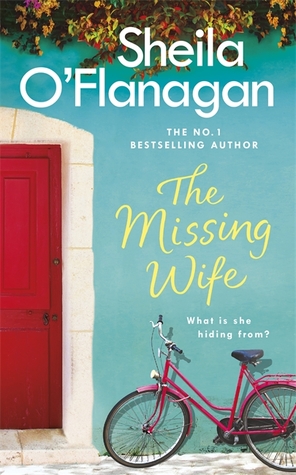 Sheila
O'Flanagan
THE NO. 1
BESTSELLING AUTHOR
The
Missing
Wife
What is she
hiding from?